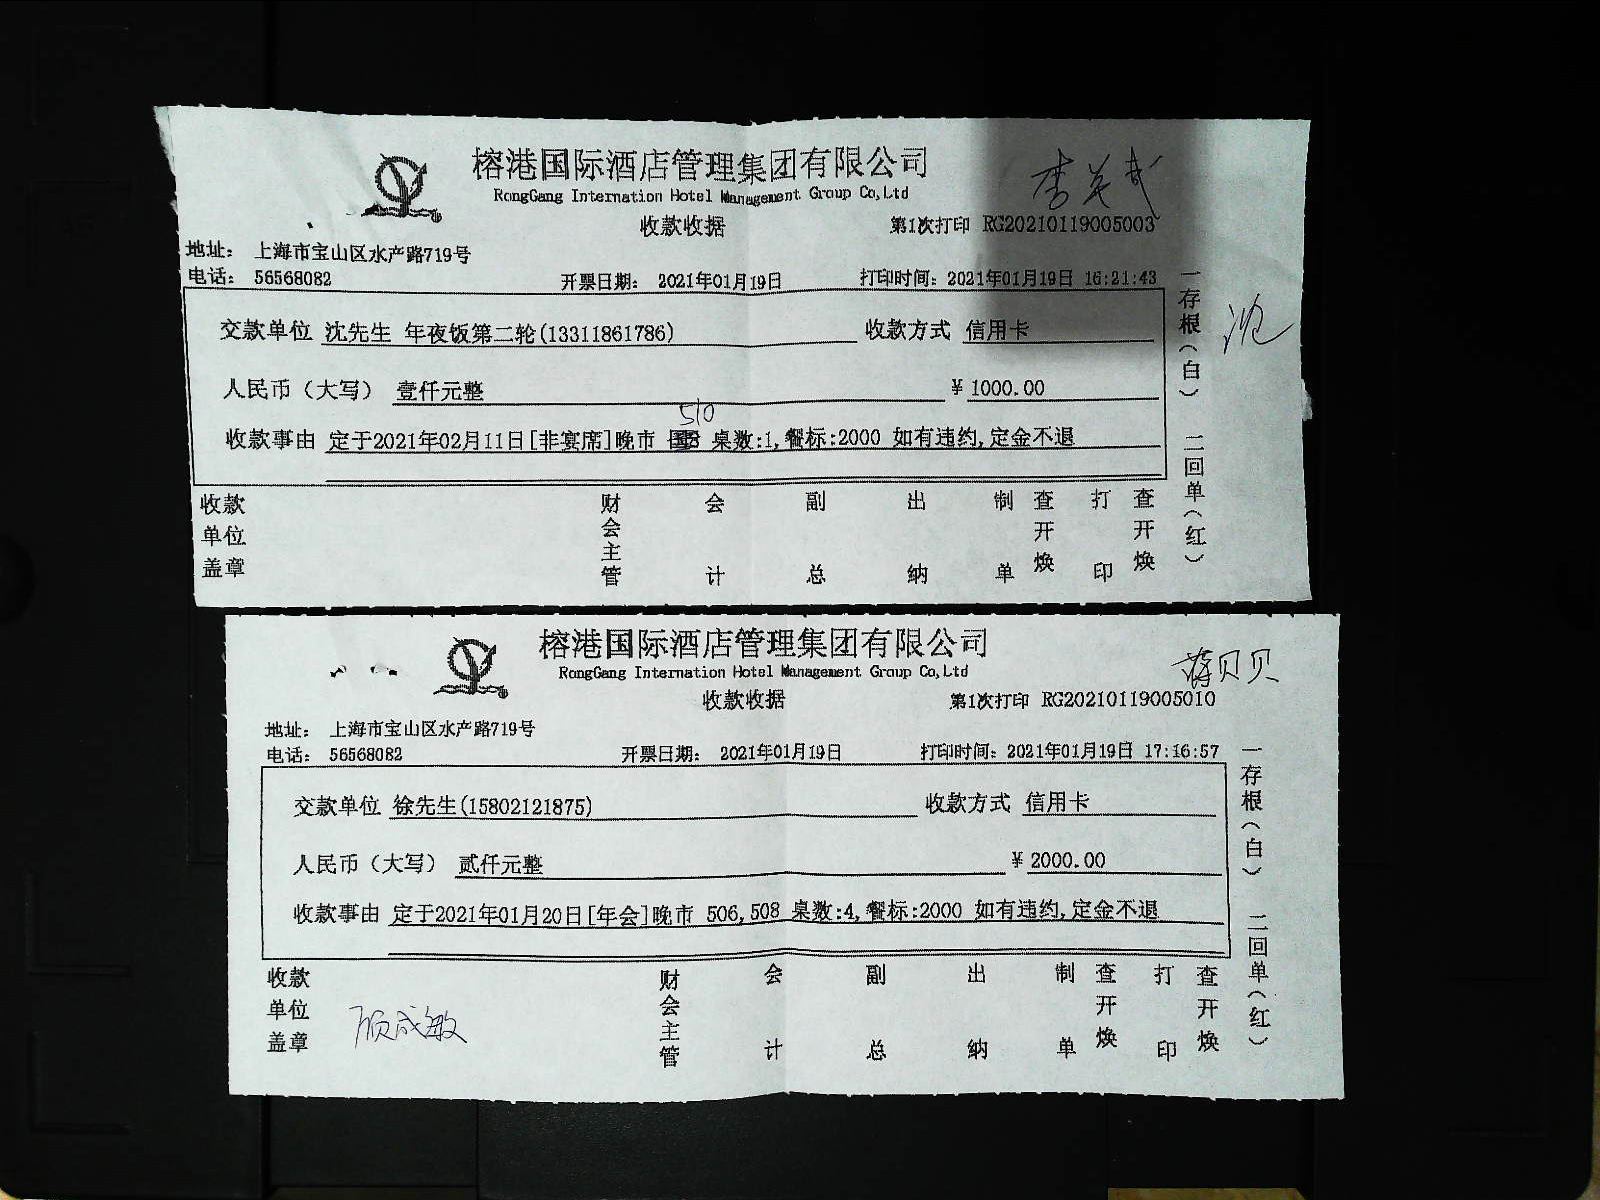 榕港国际酒店管理集团有限公司
RongGang Internation Hotel Management Group Co,Ltd
收款收据
第1次打印 RG20210119005003
地址: 上海市宝山区水产路719号
电话: 56568082 开票日期: 2021年01月19日 打印时间: 2021年01月19日 16:21:43
交款单位 沈先生 年夜饭第二轮(13311861786) 收款方式 信用卡
人民币（大写） 壹仟元整 ¥ 1000.00
510
收款事由 定于2021年02月11日[非宴席]晚市 桌数:1,餐标:2000 如有违约,定金不退
收款单位盖章 财会主管 会计 副总 出纳 制单 查开焕 打印 查开焕
一存根(白) 二回单(红)
沈
榕港国际酒店管理集团有限公司
RongGang Internation Hotel Management Group Co,Ltd
蒋贝贝
收款收据
第1次打印 RG20210119005010
地址: 上海市宝山区水产路719号
电话: 56568082 开票日期: 2021年01月19日 打印时间: 2021年01月19日 17:16:57
交款单位 徐先生(15802121875) 收款方式 信用卡
人民币（大写） 贰仟元整 ¥ 2000.00
收款事由 定于2021年01月20日[年会]晚市 506,508 桌数:4,餐标:2000 如有违约,定金不退
收款单位盖章 顾成敏 财会主管 会计 副总 出纳 制单 查开焕 打印 查开焕
一存根(白) 二回单(红)